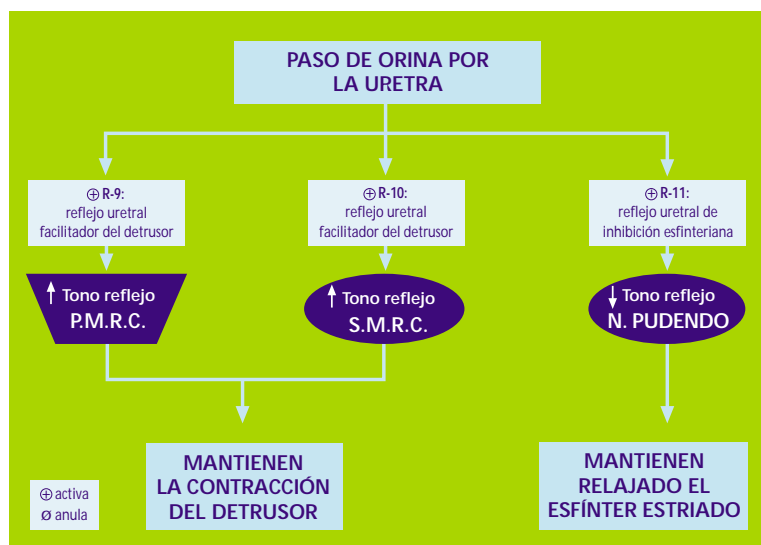 PASO DE ORINA POR
LA URETRA
⊕ R-9:
reflejo uretral
facilitador del detrusor
⊕ R-10:
reflejo uretral
facilitador del detrusor
⊕ R-11:
reflejo uretral de
inhibición esfinteriana
↑ Tono reflejo
P.M.R.C.
↑ Tono reflejo
S.M.R.C.
↓ Tono reflejo
N. PUDENDO
MANTIENEN
LA CONTRACCIÓN
DEL DETRUSOR
MANTIENEN
RELAJADO EL
ESFÍNTER ESTRIADO
⊕ activa
ø anula